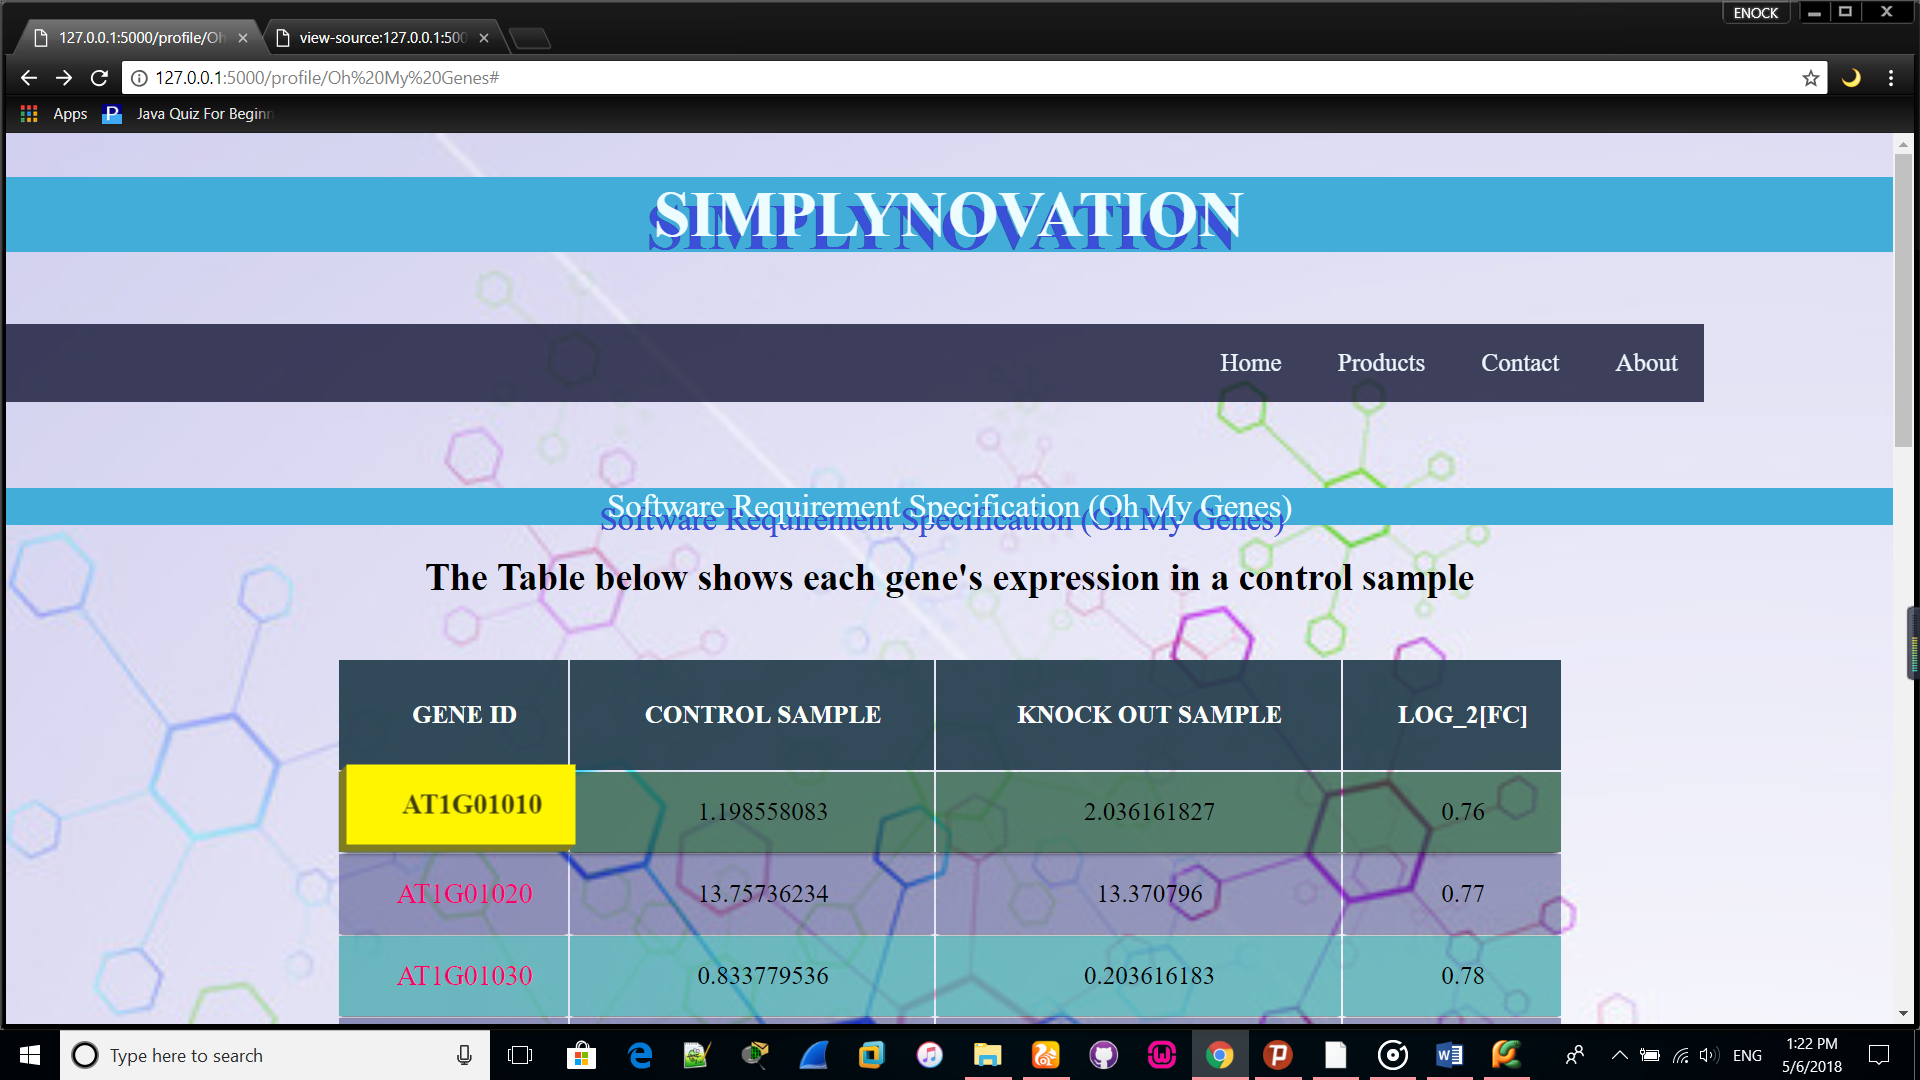 ENOCK
127.0.0.1:5000/profile/Oh
view-source:127.0.0.1:500
127.0.0.1:5000/profile/Oh%20My%20Genes#
Apps
P
Java Quiz For Beginn
SIMPLYNOVATION
Home Products Contact About
Software Requirement Specification (Oh My Genes)
The Table below shows each gene's expression in a control sample
GENE ID CONTROL SAMPLE KNOCK OUT SAMPLE LOG_2[FC]
AT1G01010 1.198558083 2.036161827 0.76
AT1G01020 13.75736234 13.370796 0.77
AT1G01030 0.833779536 0.203616183 0.78
Type here to search
ENG
1:22 PM
5/6/2018